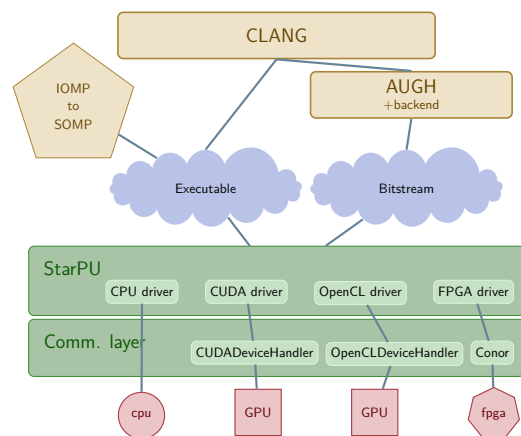 CLANG
IOMP
to
SOMP
AUGH
+backend
Executable
Bitstream
StarPU
CPU driver
CUDA driver
OpenCL driver
FPGA driver
Comm. layer
CUDADeviceHandler
OpenCLDeviceHandler
Conor
cpu
GPU
GPU
fpga